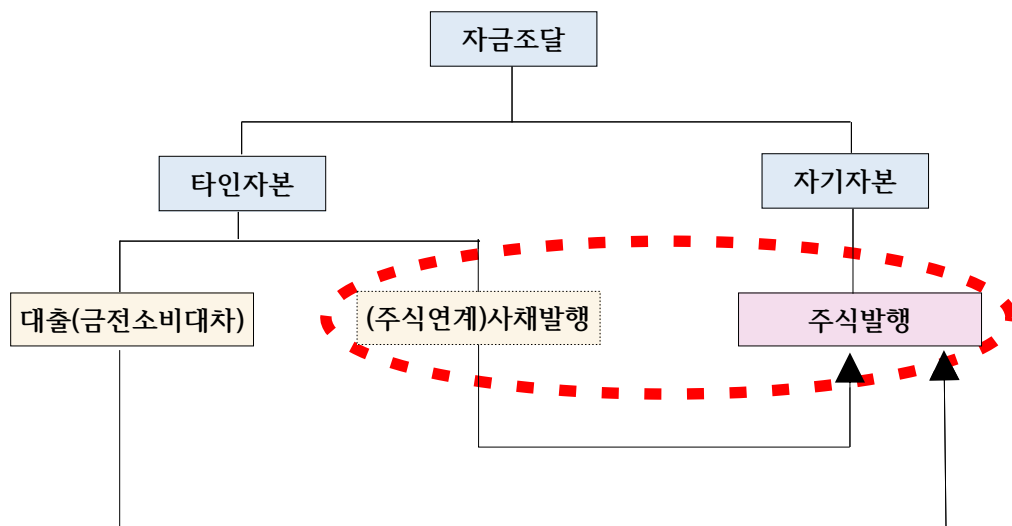 자금조달
타인자본
자기자본
대출(금전소비대차)
(주식연계)사채발행
주식발행